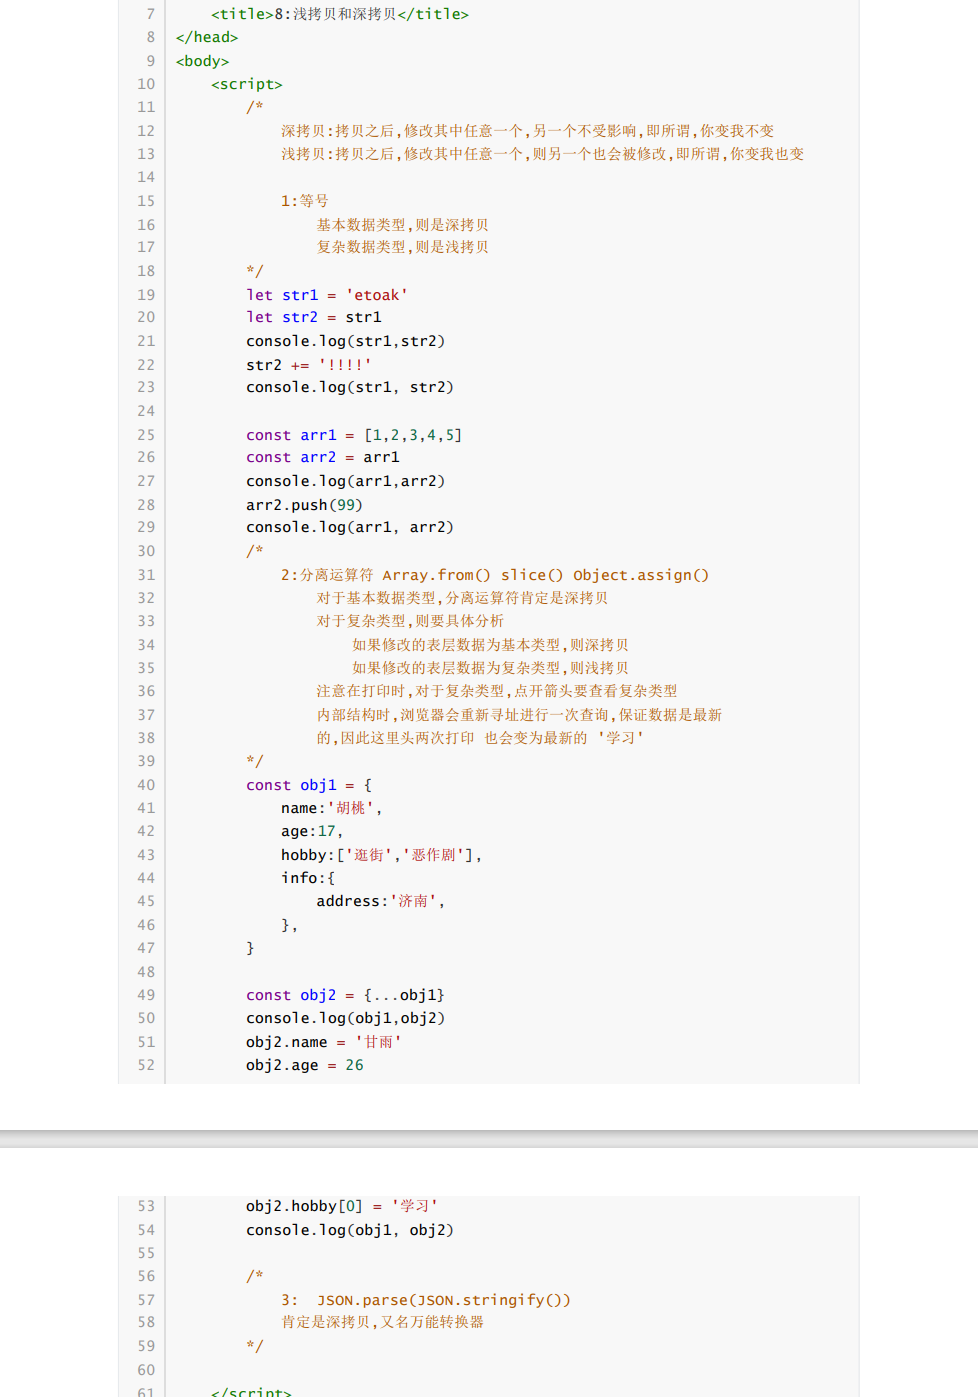 7 <title>8:浅拷贝和深拷贝</title>
8 </head>
9 <body>
10 <script>
11 /*
12 深拷贝:拷贝之后,修改其中任意一个,另一个不受影响,即所谓,你变我不变
13 浅拷贝:拷贝之后,修改其中任意一个,则另一个也会被修改,即所谓,你变我也变
14
15 1:等号
16 基本数据类型,则是深拷贝
17 复杂数据类型,则是浅拷贝
18 */
19 let str1 = 'etoak'
20 let str2 = str1
21 console.log(str1,str2)
22 str2 += '!!!!'
23 console.log(str1, str2)
24
25 const arr1 = [1,2,3,4,5]
26 const arr2 = arr1
27 console.log(arr1,arr2)
28 arr2.push(99)
29 console.log(arr1, arr2)
30 /*
31 2:分离运算符 Array.from() slice() Object.assign()
32 对于基本数据类型,分离运算符肯定是深拷贝
33 对于复杂类型,则要具体分析
34 如果修改的表层数据为基本类型,则深拷贝
35 如果修改的表层数据为复杂类型,则浅拷贝
36 注意在打印时,对于复杂类型,点开箭头要查看复杂类型
37 内部结构时,浏览器会重新寻址进行一次查询,保证数据是最新
38 的,因此这里头两次打印 也会变为最新的 '学习'
39 */
40 const obj1 = {
41 name:'胡桃',
42 age:17,
43 hobby:['逛街','恶作剧'],
44 info:{
45 address:'济南',
46 },
47 }
48
49 const obj2 = {...obj1}
50 console.log(obj1,obj2)
51 obj2.name = '甘雨'
52 obj2.age = 26
53 obj2.hobby[0] = '学习'
54 console.log(obj1, obj2)
55
56 /*
57 3: JSON.parse(JSON.stringify())
58 肯定是深拷贝,又名万能转换器
59 */
60
61 </script>